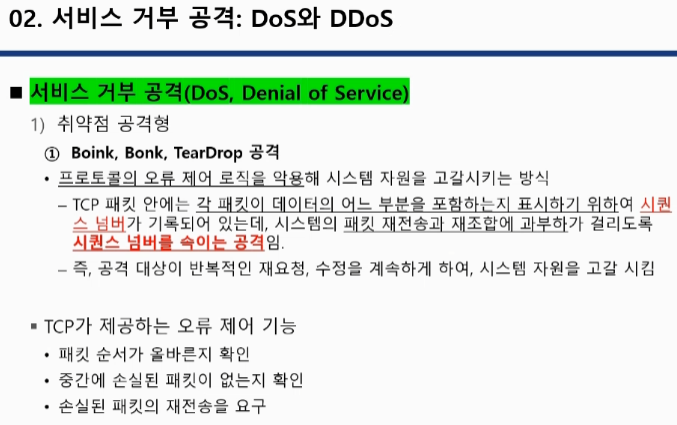 02. 서비스 거부 공격: DoS와 DDoS
■ 서비스 거부 공격(DoS, Denial of Service)
1) 취약점 공격형
① Boink, Bonk, TearDrop 공격
• 프로토콜의 오류 제어 로직을 악용해 시스템 자원을 고갈시키는 방식
– TCP 패킷 안에는 각 패킷이 데이터의 어느 부분을 포함하는지 표시하기 위하여 시퀀
스 넘버가 기록되어 있는데, 시스템의 패킷 재전송과 재조합에 과부하가 걸리도록
시퀀스 넘버를 속이는 공격임.
– 즉, 공격 대상이 반복적인 재요청, 수정을 계속하게 하여, 시스템 자원을 고갈 시킴
▪ TCP가 제공하는 오류 제어 기능
• 패킷 순서가 올바른지 확인
• 중간에 손실된 패킷이 없는지 확인
• 손실된 패킷의 재전송을 요구